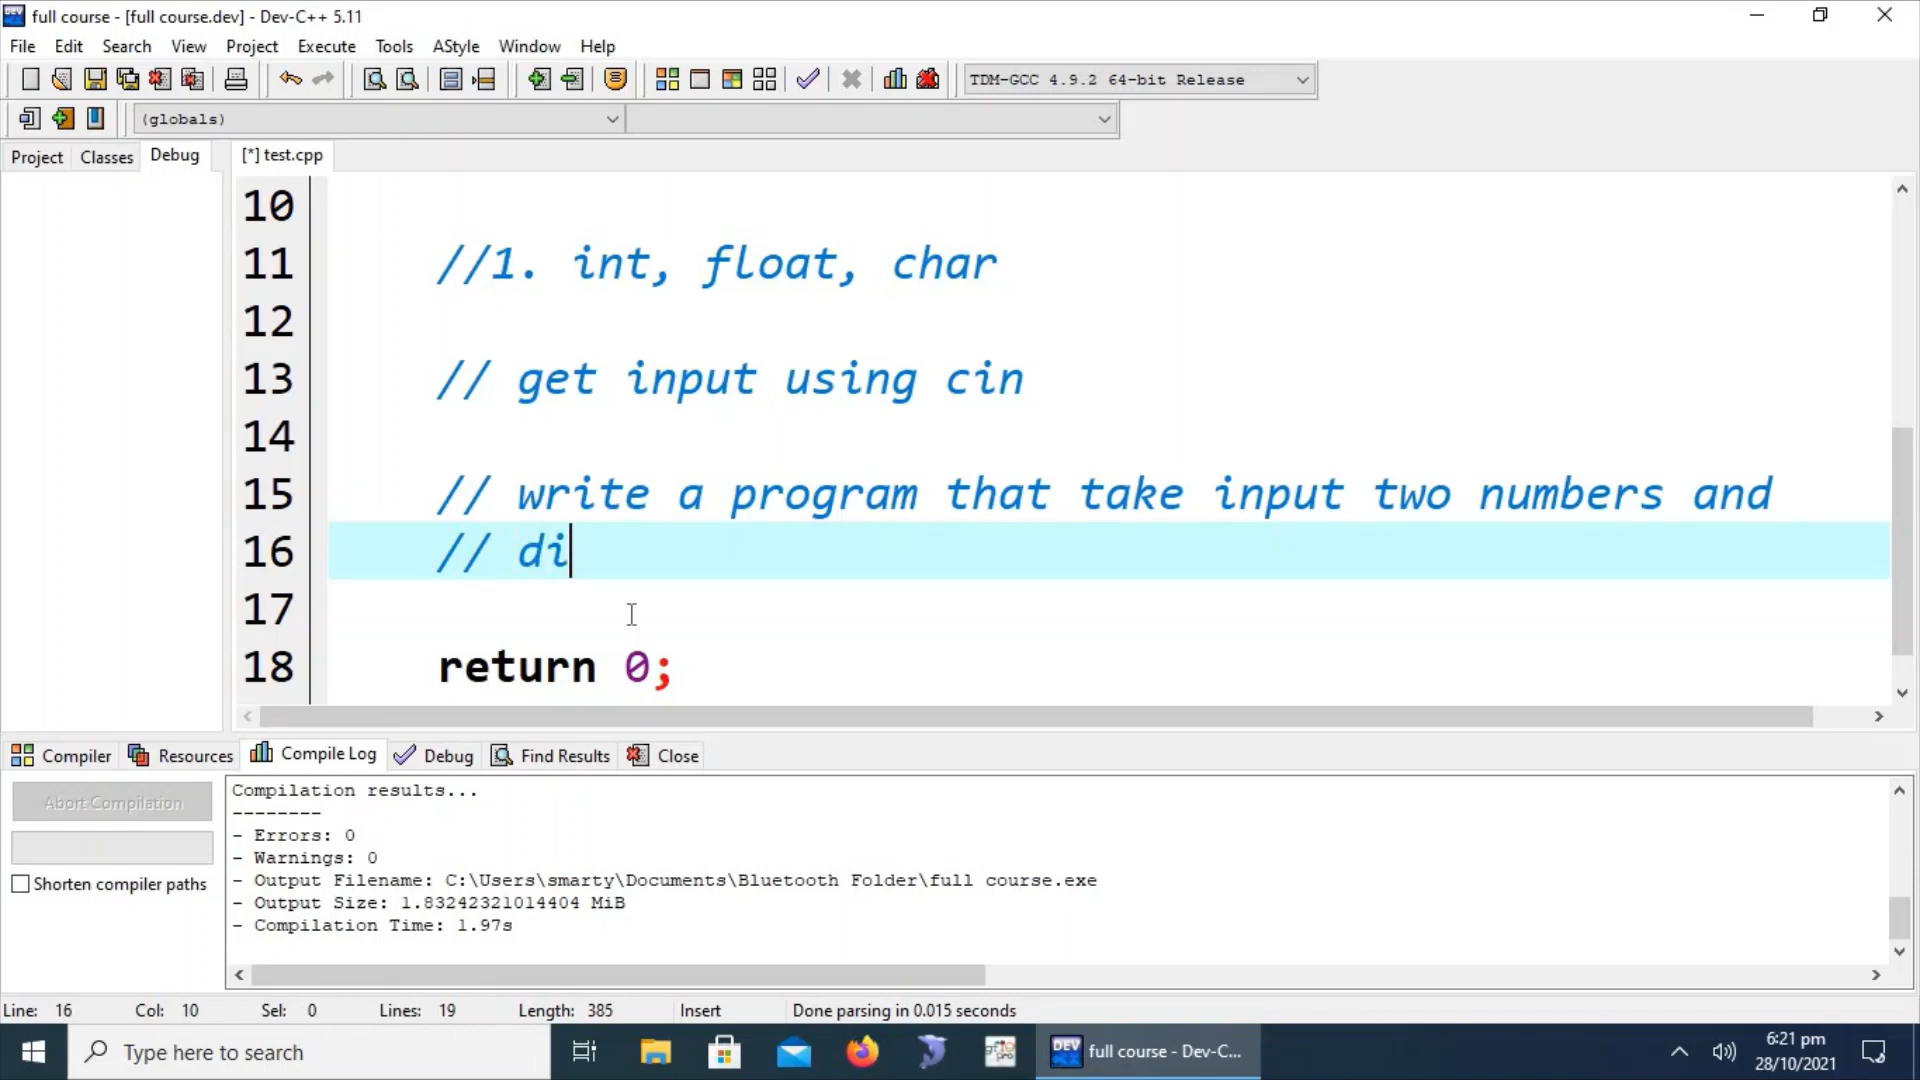 full course - [full course.dev] - Dev-C++ 5.11
File Edit Search View Project Execute Tools AStyle Window Help
TDM-GCC 4.9.2 64-bit Release
(globals)
Project Classes Debug [*] test.cpp
10
11 //1. int, float, char
12
13 // get input using cin
14
15 // write a program that take input two numbers and
16 // di
17
18 return 0;
Compiler Resources Compile Log Debug Find Results Close
Abort Compilation
Shorten compiler paths
Compilation results...
--------
- Errors: 0
- Warnings: 0
- Output Filename: C:\Users\smarty\Documents\Bluetooth Folder\full course.exe
- Output Size: 1.83242321014404 MiB
- Compilation Time: 1.97s
Line: 16 Col: 10 Sel: 0 Lines: 19 Length: 385 Insert Done parsing in 0.015 seconds
Type here to search
DEV full course - Dev-C...
6:21 pm
28/10/2021